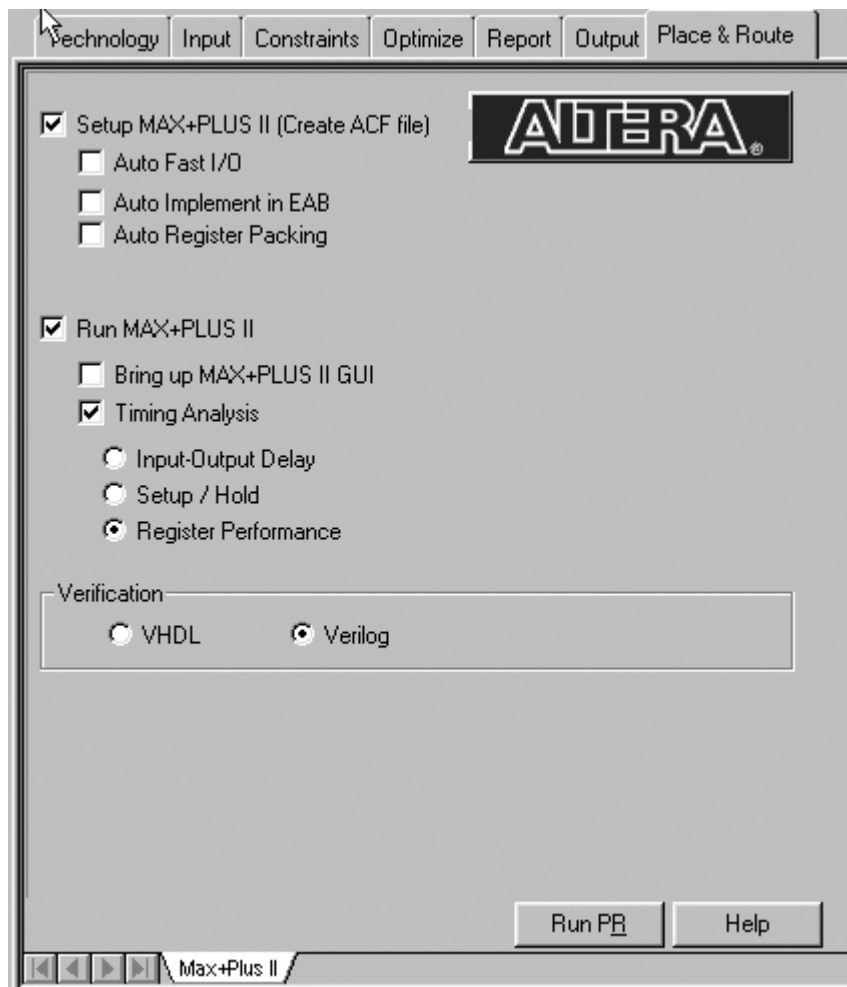 Technology Input Constraints Optimize Report Output Place & Route
Setup MAX+PLUS II (Create ACF file)
ALTERA®
Auto Fast I/O
Auto Implement in EAB
Auto Register Packing
Run MAX+PLUS II
Bring up MAX+PLUS II GUI
Timing Analysis
Input-Output Delay
Setup / Hold
Register Performance
Verification
VHDL Verilog
Run PR Help
Max+Plus II